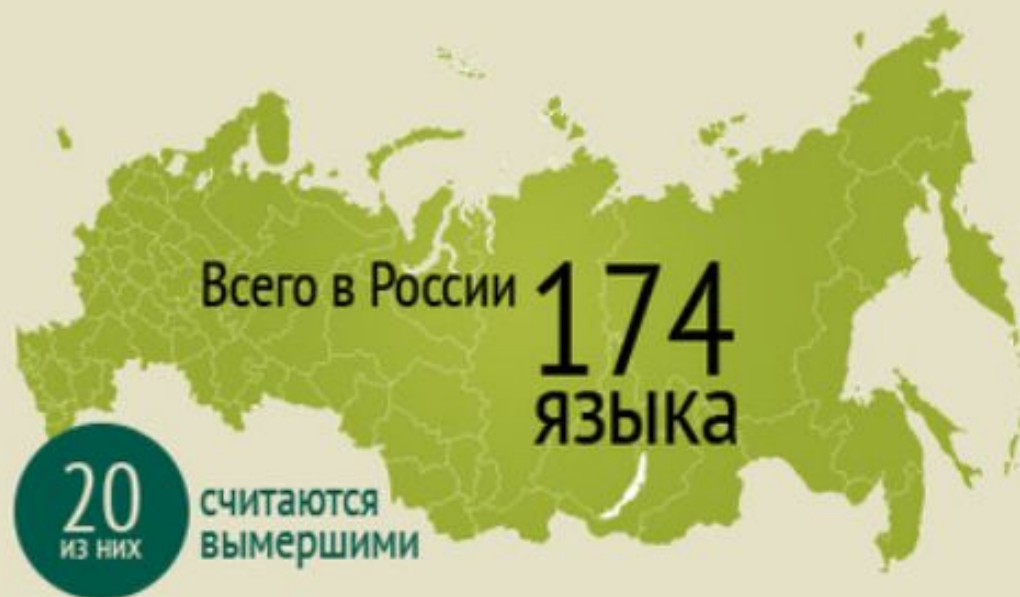 Всего в России 174
языка
20
из них
считаются
вымершими